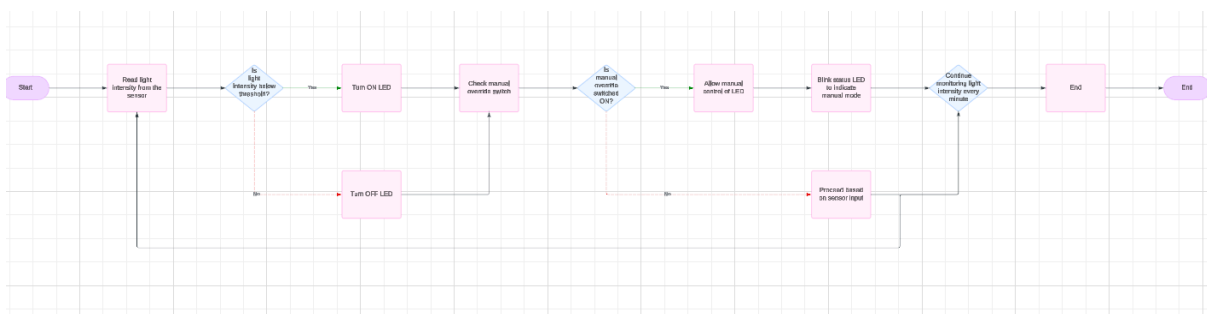 Start
Read light
intensity from the
sensor
Is
light
intensity below
threshold?
Yes
Turn ON LED
Check manual
override switch
Is
manual
override
switched
ON?
Yes
Allow manual
control of LED
Blink status LED
to indicate
manual mode
Continue
monitoring light
intensity every
minute
End
End
No
Turn OFF LED
No
Proceed based
on sensor input